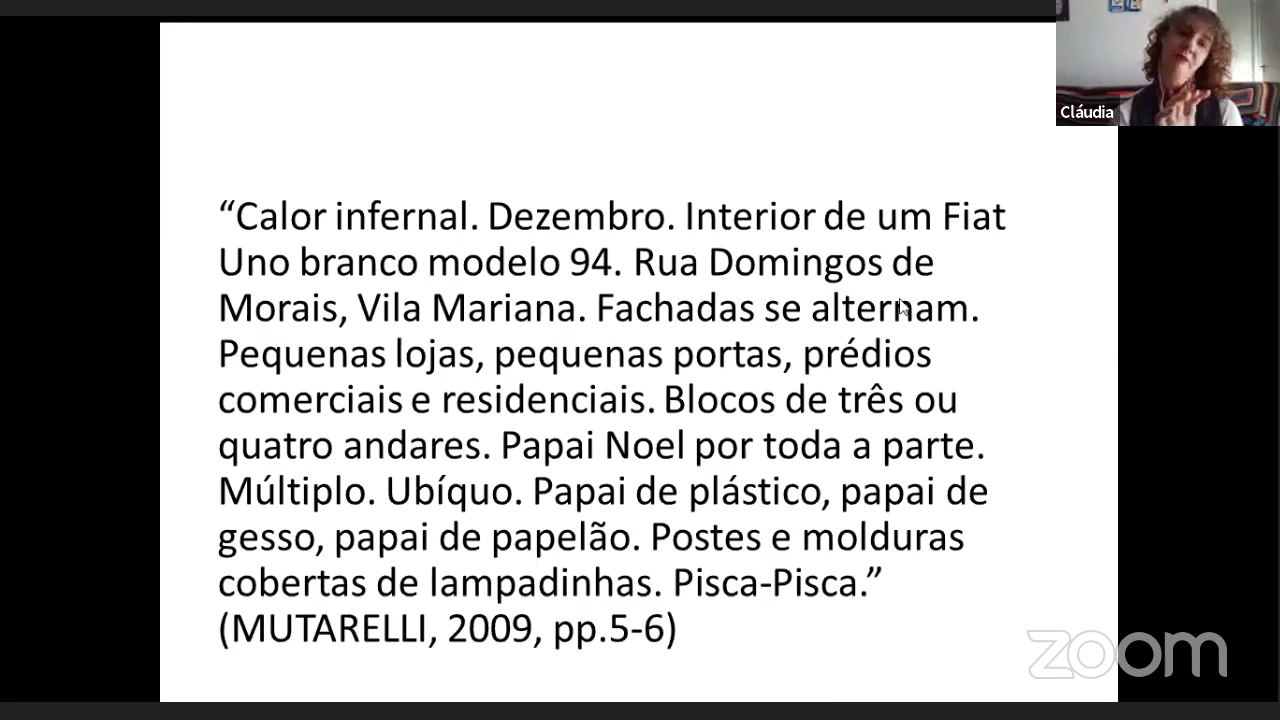 Cláudia
“Calor infernal. Dezembro. Interior de um Fiat
Uno branco modelo 94. Rua Domingos de
Morais, Vila Mariana. Fachadas se alternam.
Pequenas lojas, pequenas portas, prédios
comerciais e residenciais. Blocos de três ou
quatro andares. Papai Noel por toda a parte.
Múltiplo. Ubíquo. Papai de plástico, papai de
gesso, papai de papelão. Postes e molduras
cobertas de lampadinhas. Pisca-Pisca.”
(MUTARELLI, 2009, pp.5-6)
zoom